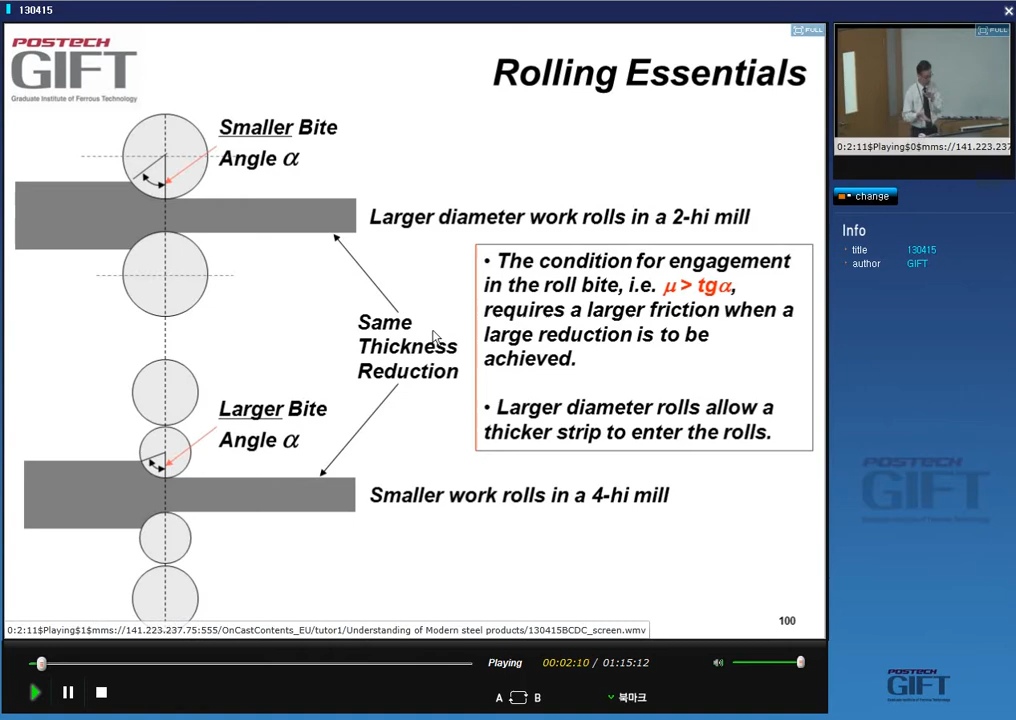 130415
POSTECH
GIFT
Graduate Institute of Ferrous Technology
FULL
Rolling Essentials
Smaller Bite
Angle α
Larger diameter work rolls in a 2-hi mill
• The condition for engagement
in the roll bite, i.e. μ > tgα,
requires a larger friction when a
large reduction is to be
achieved.
• Larger diameter rolls allow a
thicker strip to enter the rolls.
Same
Thickness
Reduction
Larger Bite
Angle α
Smaller work rolls in a 4-hi mill
100
0:2:11$Playing$1$mms://141.223.237.75:555/OnCastContents_EU/tutor1/Understanding of Modern steel products/130415BCDC_screen.wmv
Playing
00:02:10 / 01:15:12
A B
북마크
FULL
0:2:11$Playing$0$mms://141.223.237
change
Info
title 130415
author GIFT
POSTECH
GIFT
POSTECH
GIFT